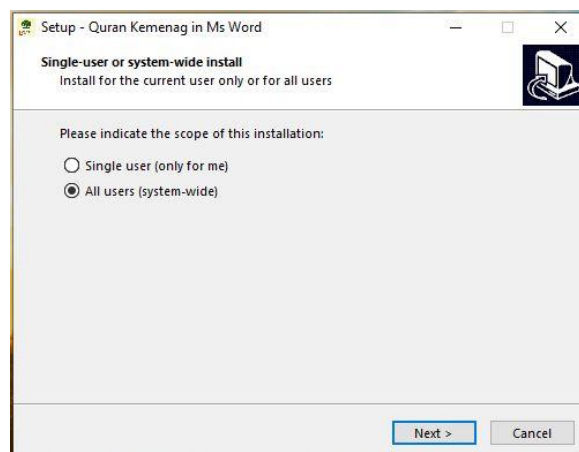 Setup - Quran Kemenag in Ms Word
Single-user or system-wide install
Install for the current user only or for all users
Please indicate the scope of this installation:
Single user (only for me)
All users (system-wide)
Next >
Cancel